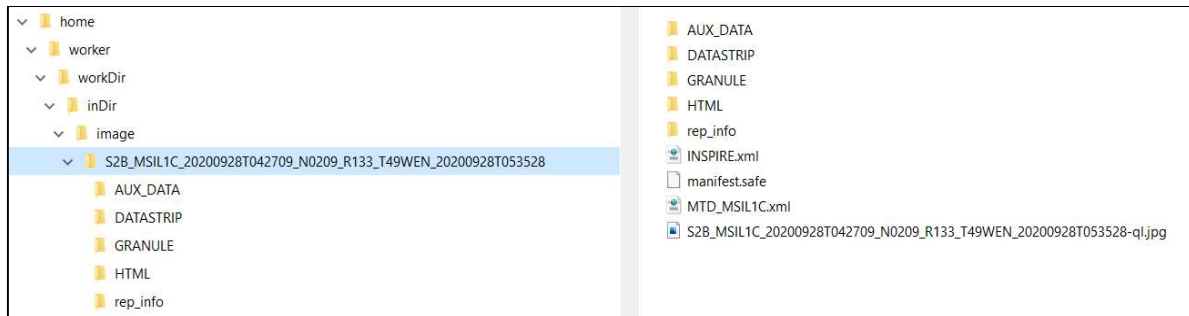 home
worker
workDir
inDir
image
S2B_MSIL1C_20200928T042709_N0209_R133_T49WEN_20200928T053528
AUX_DATA
DATASTRIP
GRANULE
HTML
rep_info
AUX_DATA
DATASTRIP
GRANULE
HTML
rep_info
INSPIRE.xml
manifest.safe
MTD_MSIL1C.xml
S2B_MSIL1C_20200928T042709_N0209_R133_T49WEN_20200928T053528-ql.jpg